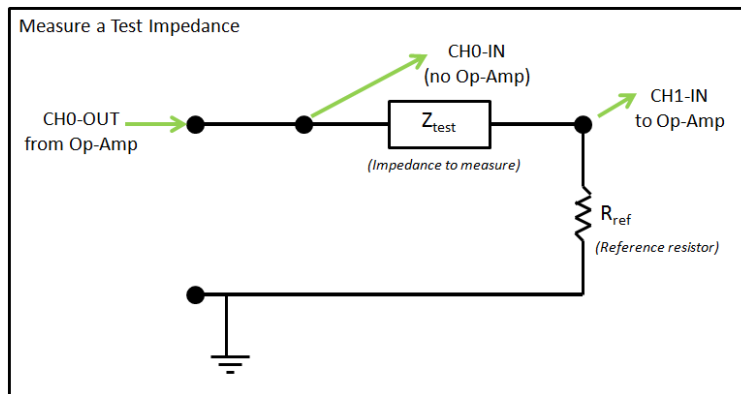 Measure a Test Impedance
CH0-IN
(no Op-Amp)
CH0-OUT
from Op-Amp
Ztest
(Impedance to measure)
CH1-IN
to Op-Amp
Rref
(Reference resistor)